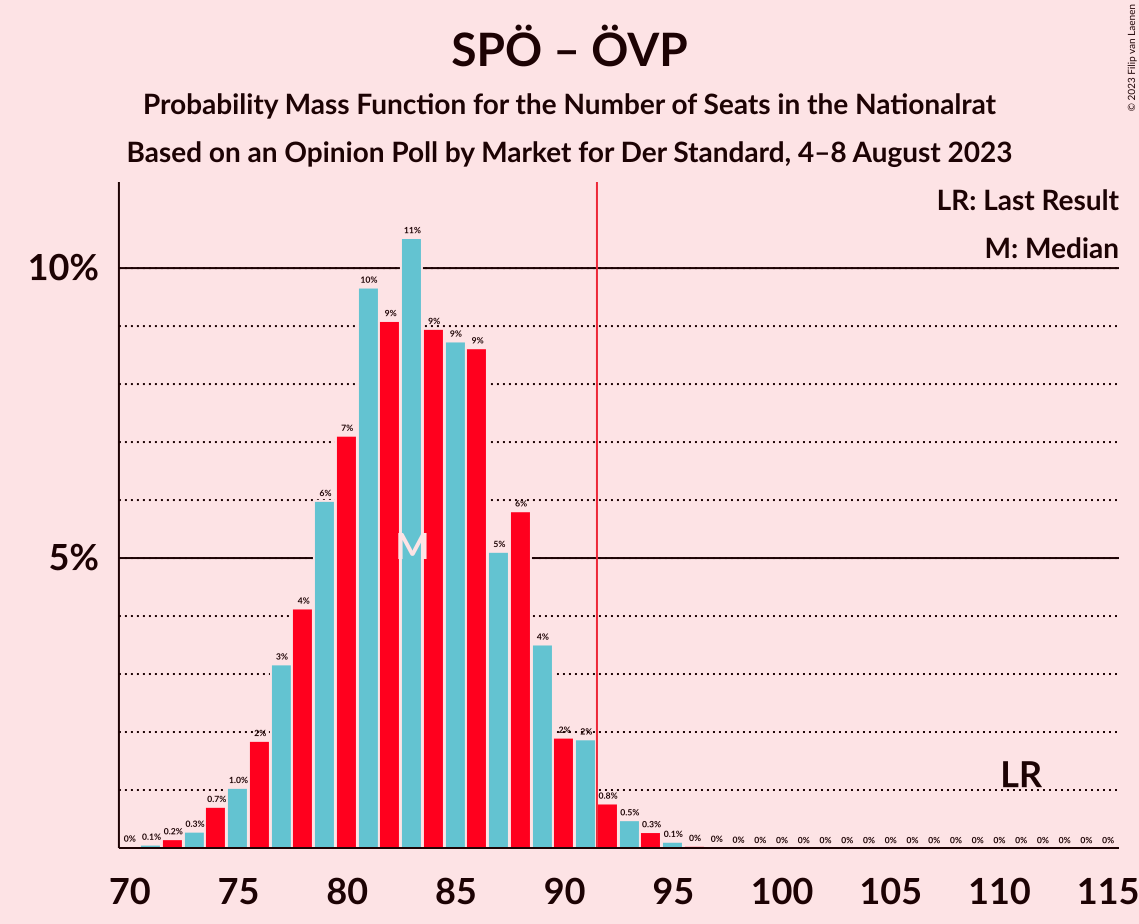 SPÖ – ÖVP
Probability Mass Function for the Number of Seats in the Nationalrat
Based on an Opinion Poll by Market for Der Standard, 4–8 August 2023
© 2023 Filip van Laenen
LR: Last Result
M: Median
10%
5%
0% 0.1% 0.2% 0.3% 0.7% 1.0% 2% 3% 4% 6% 7% 10% 9% 11% 9% 9% 9% 5% 6% 4% 2% 2% 0.8% 0.5% 0.3% 0.1% 0% 0% 0% 0% 0% 0% 0% 0% 0% 0% 0% 0% 0% 0% 0% 0% 0% 0% 0% 0%
M
LR
70 75 80 85 90 95 100 105 110 115